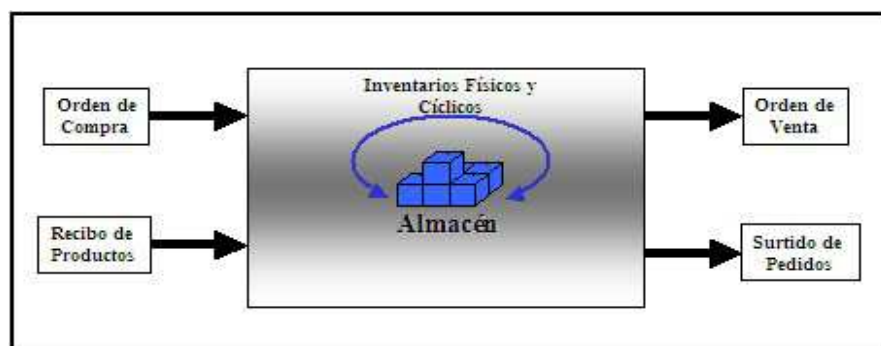 Inventarios Físicos y
Cíclicos
Orden de
Compra
Orden de
Venta
Almacén
Recibo de
Productos
Surtido de
Pedidos